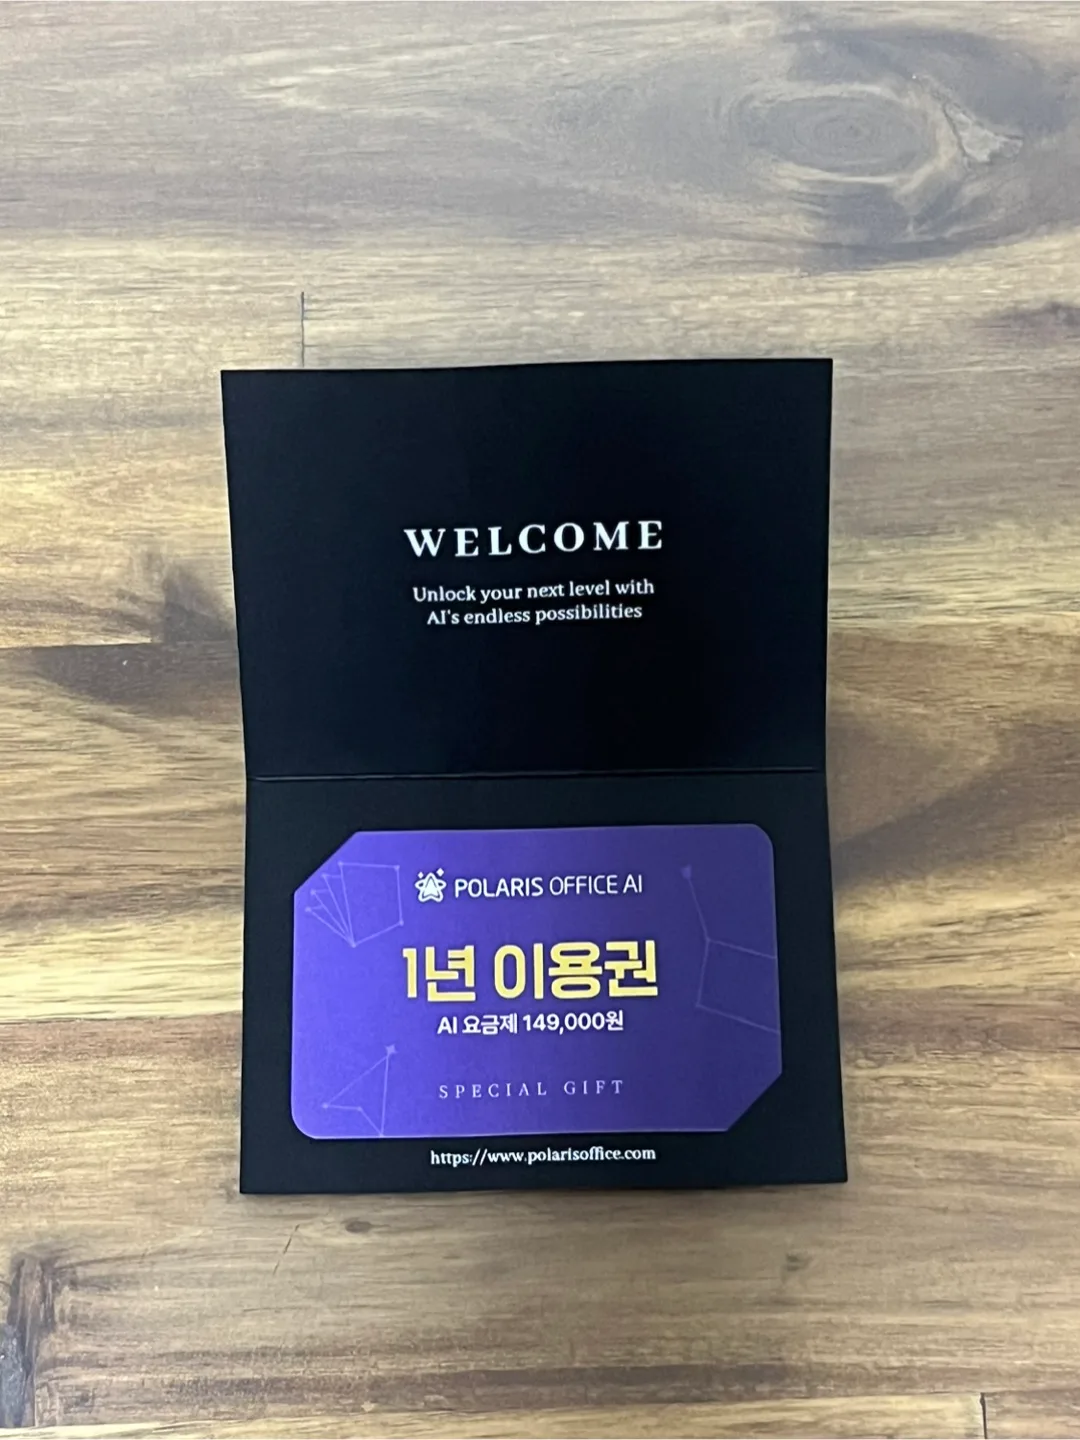 WELCOME
Unlock your next level with
AI's endless possibilities
POLARIS OFFICE AI
1년 이용권
AI 요금제 149,000원
SPECIAL GIFT
https://www.polarisoffice.com